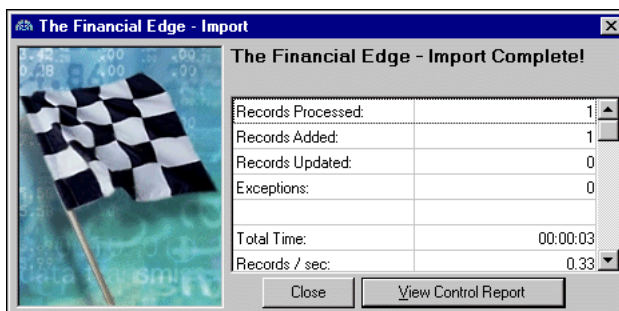 The Financial Edge - Import
The Financial Edge - Import Complete!
Records Processed: 1
Records Added: 1
Records Updated: 0
Exceptions: 0
Total Time: 00:00:03
Records / sec: 0.33
Close
View Control Report